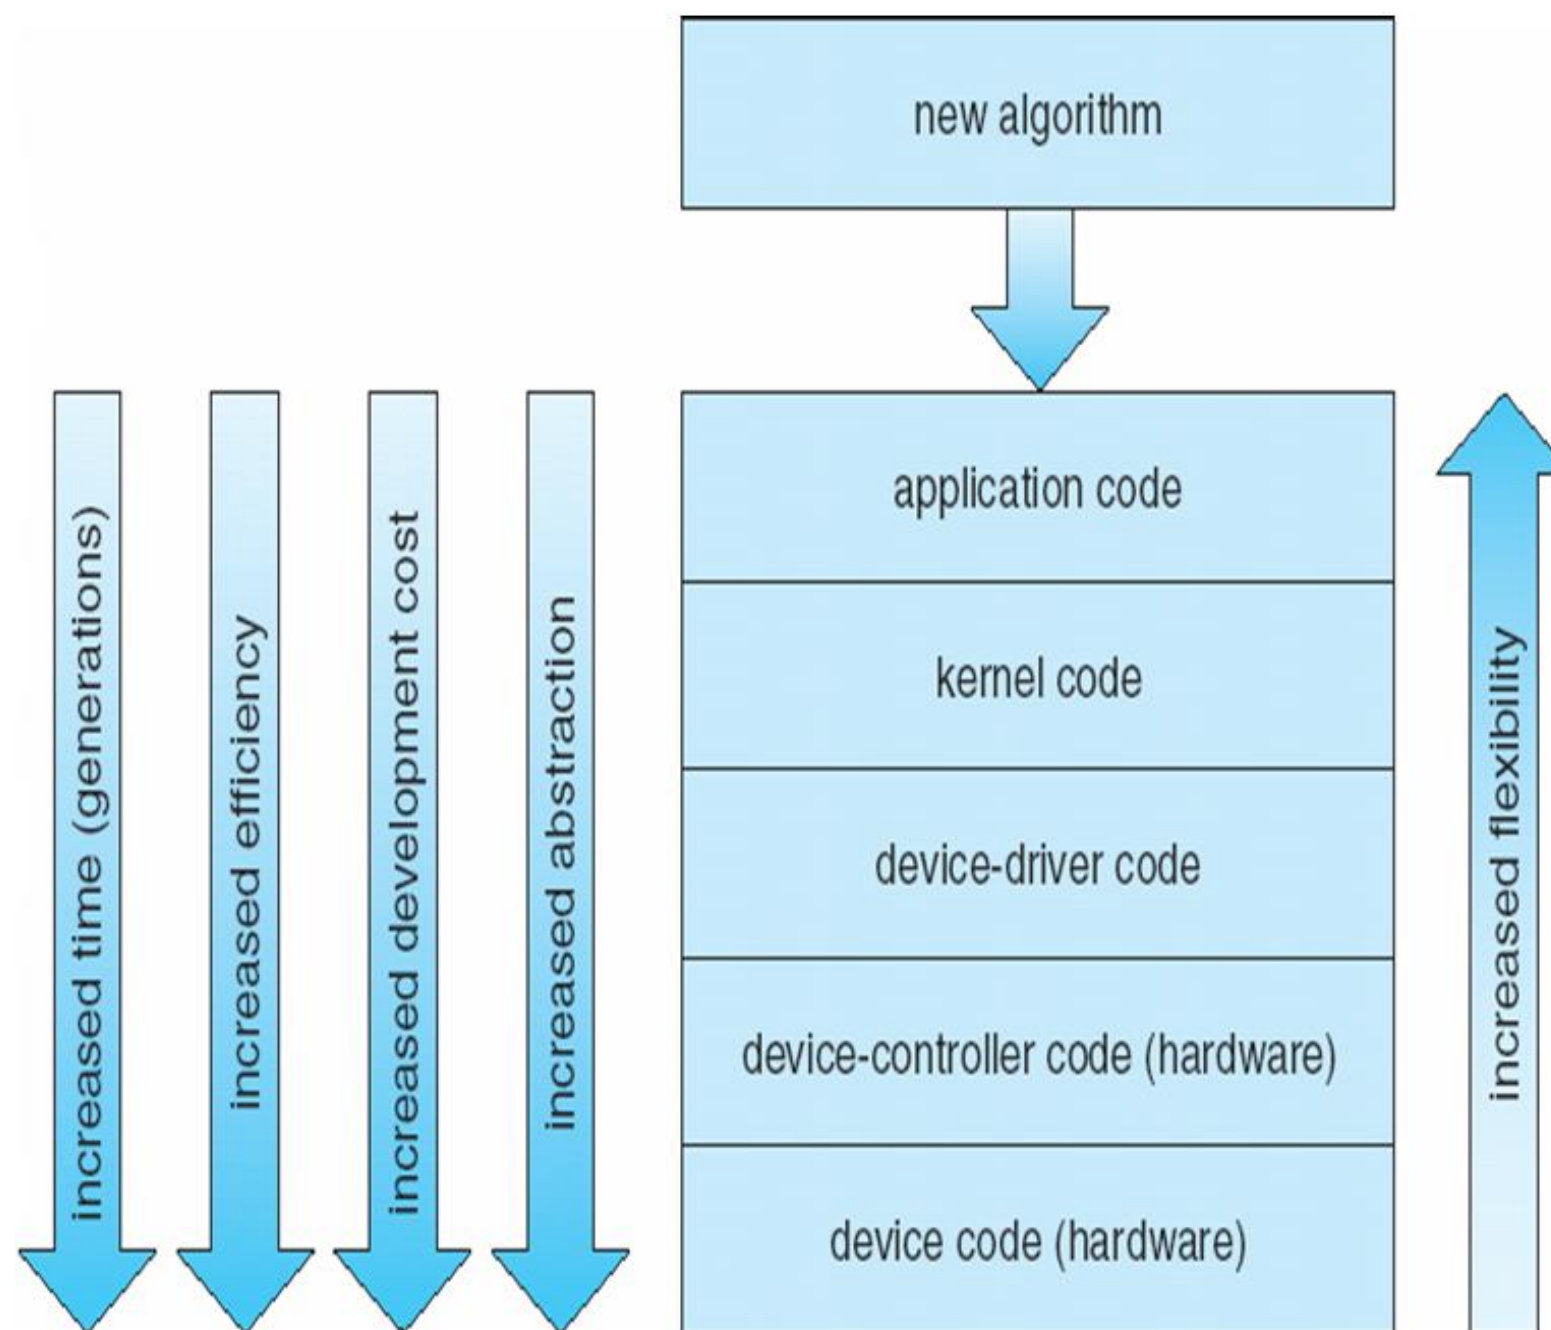 new algorithm
increased time (generations)
increased efficiency
increased development cost
increased abstraction
application code
kernel code
device-driver code
device-controller code (hardware)
device code (hardware)
increased flexibility